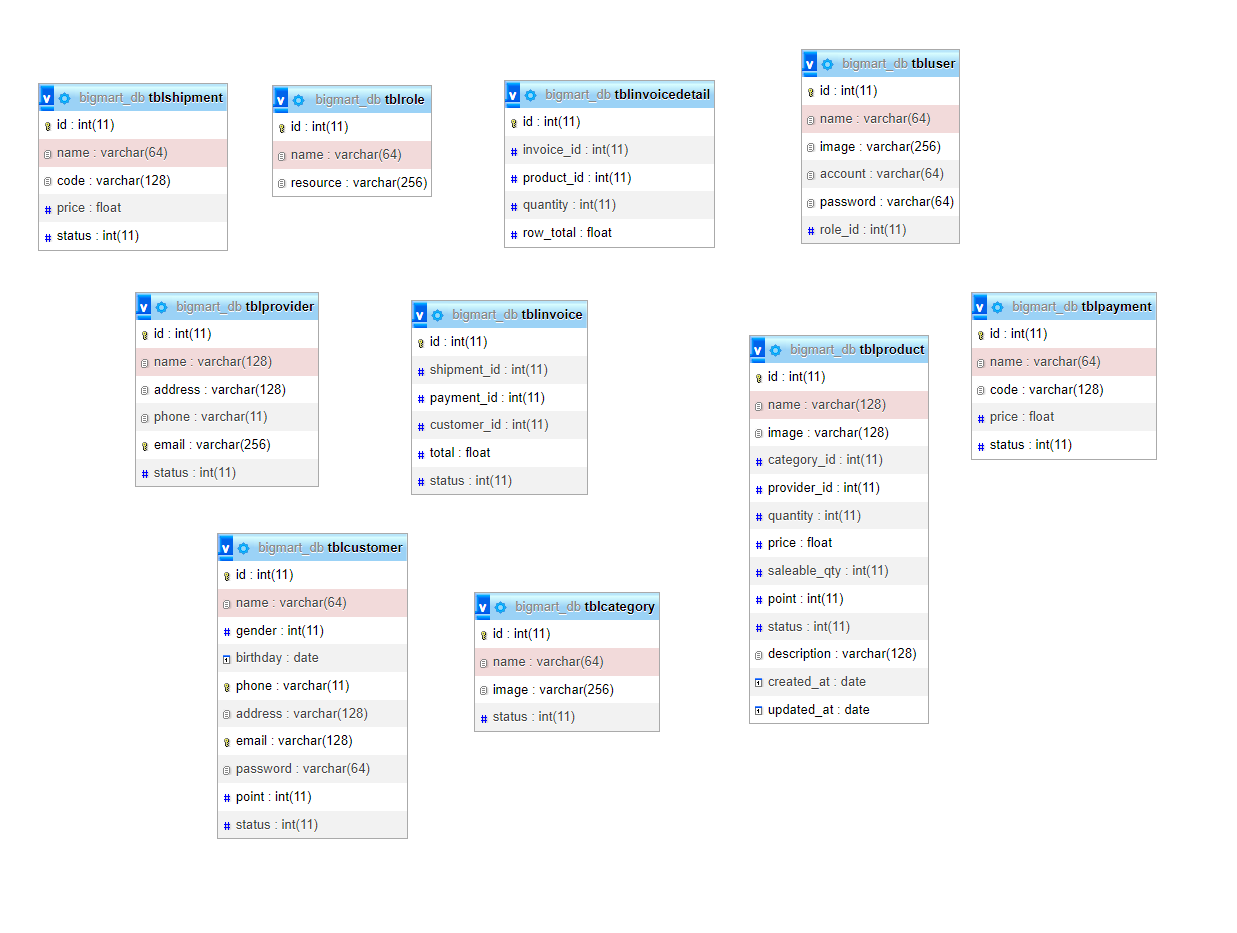 bigmart_db tblshipment
id : int(11)
name : varchar(64)
code : varchar(128)
price : float
status : int(11)
bigmart_db tblrole
id : int(11)
name : varchar(64)
resource : varchar(256)
bigmart_db tblinvoicedetail
id : int(11)
invoice_id : int(11)
product_id : int(11)
quantity : int(11)
row_total : float
bigmart_db tbluser
id : int(11)
name : varchar(64)
image : varchar(256)
account : varchar(64)
password : varchar(64)
role_id : int(11)
bigmart_db tblprovider
id : int(11)
name : varchar(128)
address : varchar(128)
phone : varchar(11)
email : varchar(256)
status : int(11)
bigmart_db tblinvoice
id : int(11)
shipment_id : int(11)
payment_id : int(11)
customer_id : int(11)
total : float
status : int(11)
bigmart_db tblproduct
id : int(11)
name : varchar(128)
image : varchar(128)
category_id : int(11)
provider_id : int(11)
quantity : int(11)
price : float
saleable_qty : int(11)
point : int(11)
status : int(11)
description : varchar(128)
created_at : date
updated_at : date
bigmart_db tblpayment
id : int(11)
name : varchar(64)
code : varchar(128)
price : float
status : int(11)
bigmart_db tblcustomer
id : int(11)
name : varchar(64)
gender : int(11)
birthday : date
phone : varchar(11)
address : varchar(128)
email : varchar(128)
password : varchar(64)
point : int(11)
status : int(11)
bigmart_db tblcategory
id : int(11)
name : varchar(64)
image : varchar(256)
status : int(11)